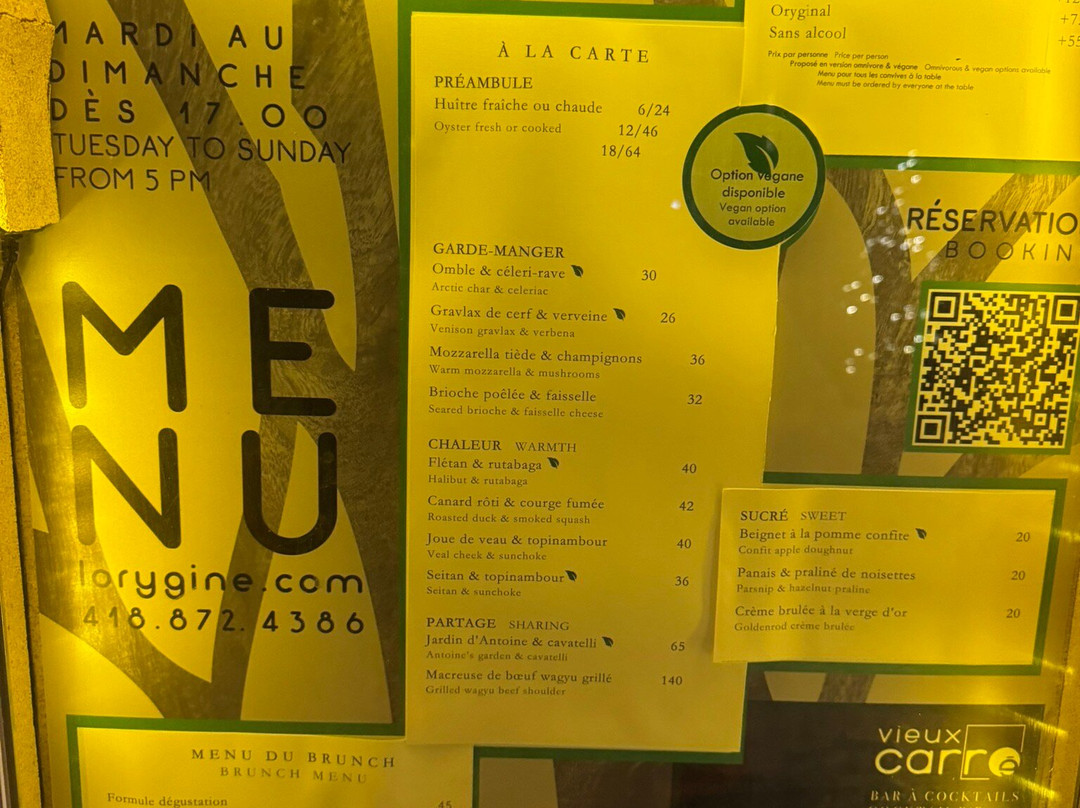 MARDI AU
DIMANCHE
DÈS 17.00
TUESDAY TO SUNDAY
FROM 5 PM
MENU
lorygine.com
418.872.4386
À LA CARTE
PRÉAMBULE
Huître fraîche ou chaude 6/24
Oyster fresh or cooked 12/46
18/64
GARDE-MANGER
Omble & céleri-rave 30
Arctic char & celeriac
Gravlax de cerf & verveine 26
Venison gravlax & verbena
Mozzarella tiède & champignons 36
Warm mozzarella & mushrooms
Brioche poêlée & faisselle 32
Seared brioche & faisselle cheese
CHALEUR WARMTH
Flétan & rutabaga 40
Halibut & rutabaga
Canard rôti & courge fumée 42
Roasted duck & smoked squash
Joue de veau & topinambour 40
Veal cheek & sunchoke
Seitan & topinambour 36
Seitan & sunchoke
PARTAGE SHARING
Jardin d'Antoine & cavatelli 65
Antoine's garden & cavatelli
Macreuse de bœuf wagyu grillé 140
Grilled wagyu beef shoulder
Oryginal
Sans alcool
Prix par personne Price per person
Proposé en version omnivore & végane Omnivorous & vegan options available
Menu pour tous les convives à la table
Menu must be ordered by everyone at the table
Option végane
disponible
Vegan option
available
RÉSERVATIO
BOOKIN
SUCRÉ SWEET
Beignet à la pomme confite 20
Confit apple doughnut
Panais & praliné de noisettes 20
Parsnip & hazelnut praline
Crème brulée à la verge d'or 20
Goldenrod crème brulée
MENU DU BRUNCH
BRUNCH MENU
Formule dégustation 45
vieux
carré
BAR À COCKTAILS